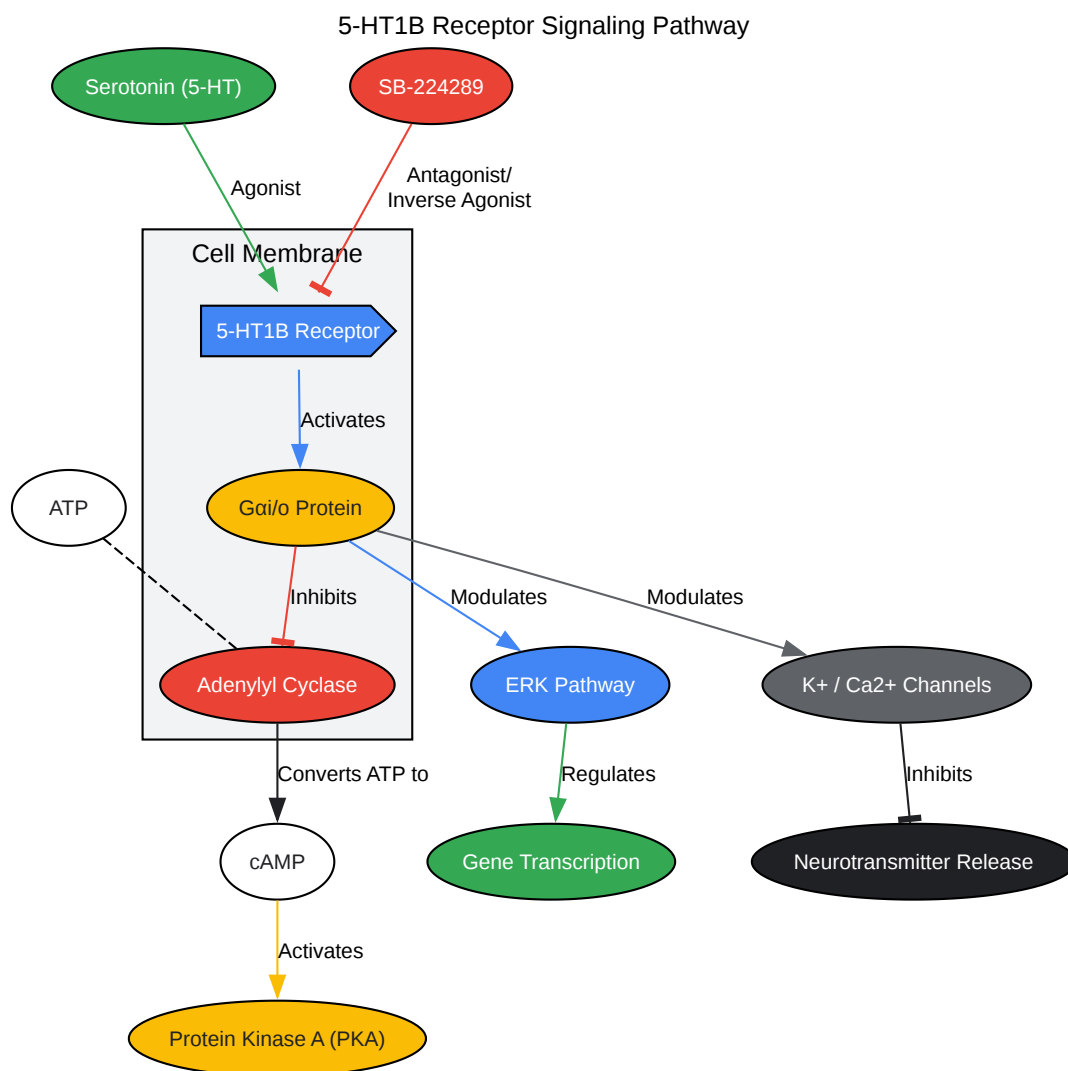 5-HT1B Receptor Signaling Pathway
Serotonin (5-HT)
SB-224289
Agonist
Antagonist/
Inverse Agonist
Cell Membrane
5-HT1B Receptor
Activates
ATP
Gαi/o Protein
Inhibits
Modulates
Modulates
Adenylyl Cyclase
ERK Pathway
K+ / Ca2+ Channels
Converts ATP to
Regulates
Inhibits
cAMP
Gene Transcription
Neurotransmitter Release
Activates
Protein Kinase A (PKA)